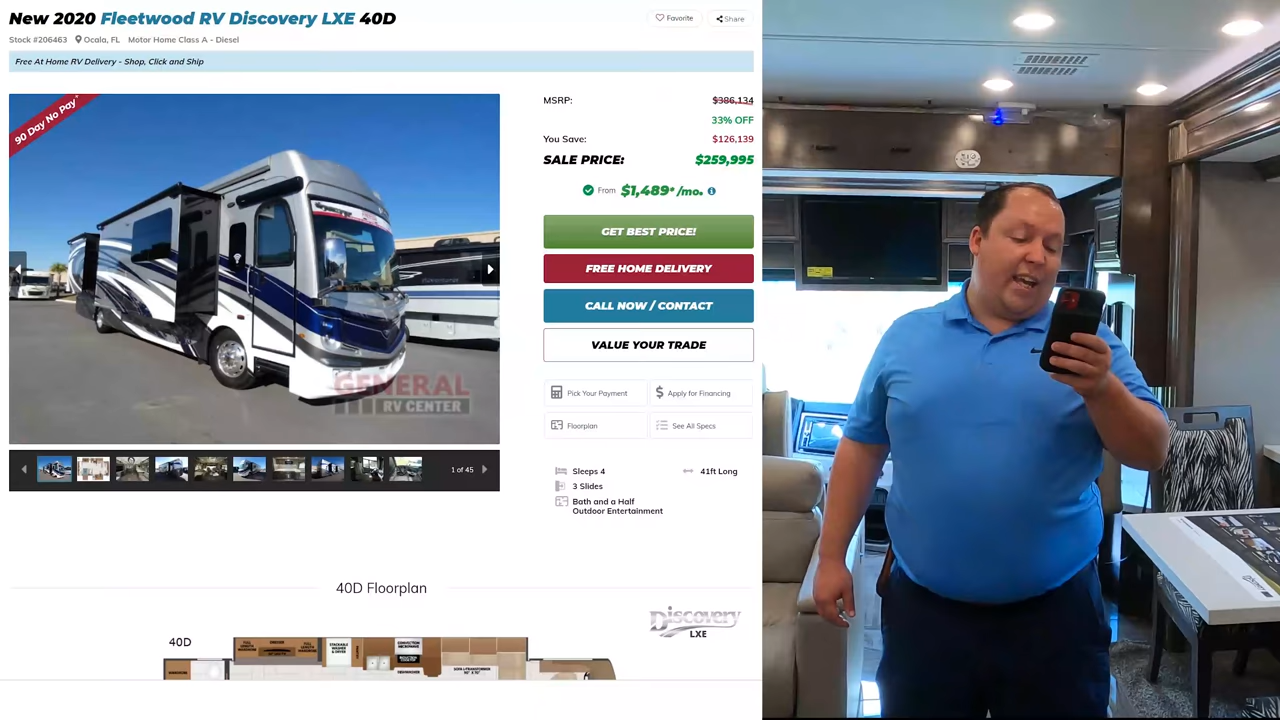 New 2020 Fleetwood RV Discovery LXE 40D
Favorite
Share
Stock #206463 Ocala, FL Motor Home Class A - Diesel
Free At Home RV Delivery - Shop, Click and Ship
90 Day No Pay*
GENERAL
RV CENTER
1 of 45
MSRP: $386,134
33% OFF
You Save: $126,139
SALE PRICE: $259,995
From $1,489* /mo.
GET BEST PRICE!
FREE HOME DELIVERY
CALL NOW / CONTACT
VALUE YOUR TRADE
Pick Your Payment
Apply for Financing
Floorplan
See All Specs
Sleeps 4
41ft Long
3 Slides
Bath and a Half
Outdoor Entertainment
40D Floorplan
Discovery
LXE
40D